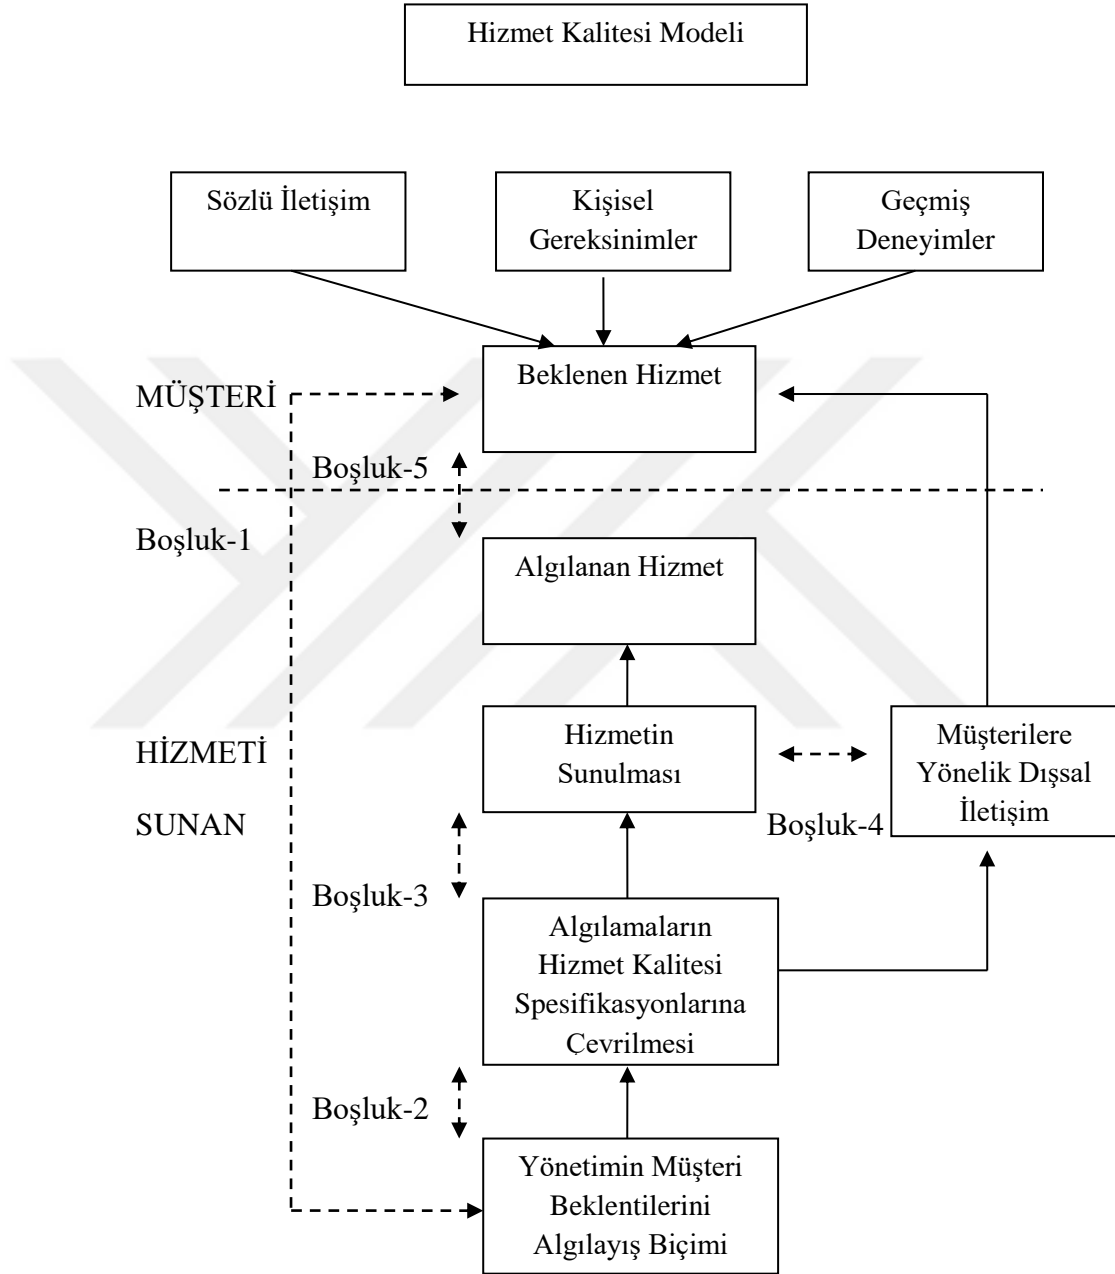 Hizmet Kalitesi Modeli
Sözlü İletişim
Kişisel
Gereksinimler
Geçmiş
Deneyimler
Beklenen Hizmet
MÜŞTERİ
Boşluk-5
Boşluk-1
Algılanan Hizmet
Hizmetin
Sunulması
Müşterilere
Yönelik Dışsal
İletişim
HİZMETİ
SUNAN
Boşluk-4
Boşluk-3
Algılamaların
Hizmet Kalitesi
Spesifikasyonlarına
Çevrilmesi
Boşluk-2
Yönetimin Müşteri
Beklentilerini
Algılayış Biçimi